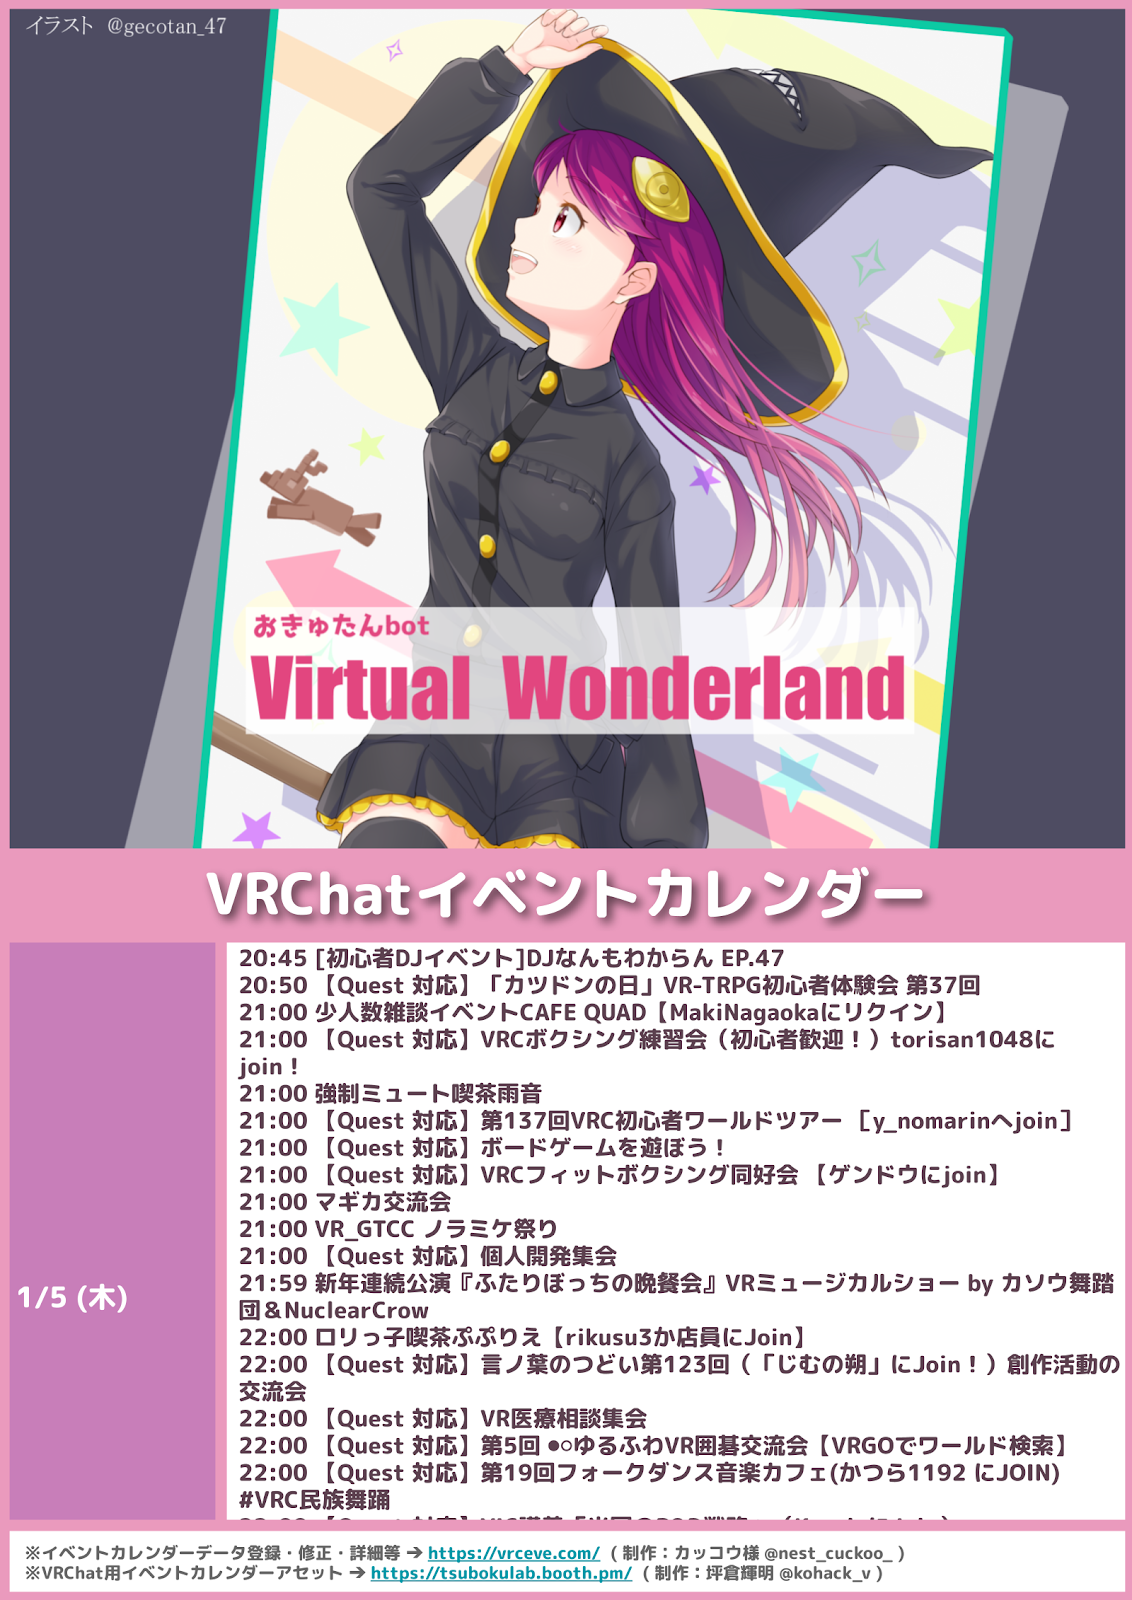 イラスト @gecotan_47
おきゅたんbot
Virtual Wonderland
VRChatイベントカレンダー
1/5 (木)
20:45 [初心者DJイベント]DJなんもわからん EP.47
20:50 【Quest 対応】「カツドンの日」VR-TRPG初心者体験会 第37回
21:00 少人数雑談イベントCAFE QUAD【MakiNagaokaにリクイン】
21:00 【Quest 対応】VRCボクシング練習会（初心者歓迎！）torisan1048に
join！
21:00 強制ミュート喫茶雨音
21:00 【Quest 対応】第137回VRC初心者ワールドツアー ［y_nomarinへjoin］
21:00 【Quest 対応】ボードゲームを遊ぼう！
21:00 【Quest 対応】VRCフィットボクシング同好会 【ゲンドウにjoin】
21:00 マギカ交流会
21:00 VR_GTCC ノラミケ祭り
21:00 【Quest 対応】個人開発集会
21:59 新年連続公演『ふたりぼっちの晩餐会』VRミュージカルショー by カソウ舞踏
団＆NuclearCrow
22:00 ロリっ子喫茶ぷぷりえ【rikusu3か店員にJoin】
22:00 【Quest 対応】言ノ葉のつどい第123回（「じむの朔」にJoin！）創作活動の
交流会
22:00 【Quest 対応】VR医療相談集会
22:00 【Quest 対応】第5回 ●○ゆるふわVR囲碁交流会【VRGOでワールド検索】
22:00 【Quest 対応】第19回フォークダンス音楽カフェ(かつら1192 にJOIN)
#VRC民族舞踊
※イベントカレンダーデータ登録・修正・詳細等 ➔ https://vrceve.com/ （制作：カッコウ様 @nest_cuckoo_ ）
※VRChat用イベントカレンダーアセット ➔ https://tsubokulab.booth.pm/ （制作：坪倉輝明 @kohack_v ）